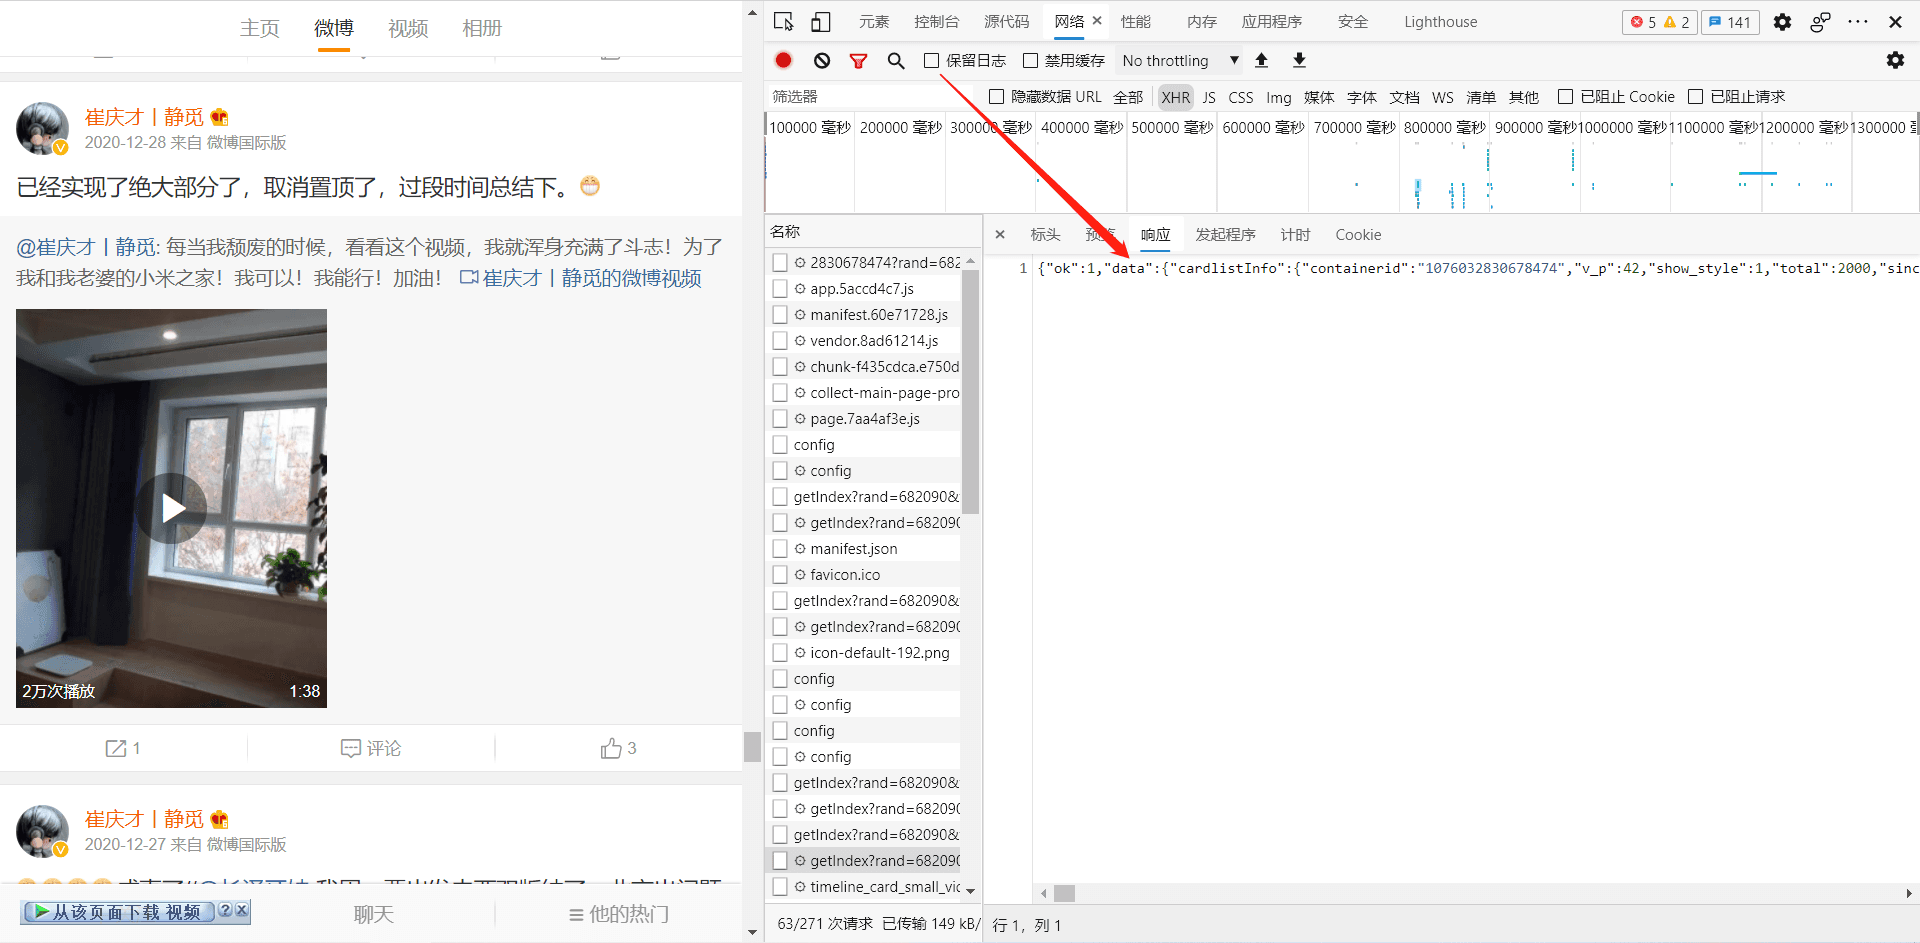 主页 微博 视频 相册
崔庆才丨静觅
2020-12-28 来自 微博国际版
已经实现了绝大部分了，取消置顶了，过段时间总结下。
@崔庆才丨静觅: 每当我颓废的时候，看看这个视频，我就浑身充满了斗志！为了
我和我老婆的小米之家！我可以！我能行！加油！ 崔庆才丨静觅的微博视频
2万次播放 1:38
1 评论 3
崔庆才丨静觅
2020-12-27 来自 微博国际版
从该页面下载 视频 ? X
聊天 他的热门
元素 控制台 源代码 网络 性能 内存 应用程序 安全 Lighthouse 5 2 141
保留日志 禁用缓存 No throttling
筛选器 隐藏数据 URL 全部 XHR JS CSS Img 媒体 字体 文档 WS 清单 其他 已阻止 Cookie 已阻止请求
100000 毫秒 200000 毫秒 300000 毫秒 400000 毫秒 500000 毫秒 600000 毫秒 700000 毫秒 800000 毫秒 900000 毫秒 1000000 毫秒 1100000 毫秒 1200000 毫秒 1300000
名称
2830678474?rand=682
app.5accd4c7.js
manifest.60e71728.js
vendor.8ad61214.js
chunk-f435cdca.e750d
collect-main-page-pro
page.7aa4af3e.js
config
config
getIndex?rand=682090&
getIndex?rand=682090
manifest.json
favicon.ico
getIndex?rand=682090&
getIndex?rand=682090
icon-default-192.png
config
config
config
config
getIndex?rand=682090&
getIndex?rand=682090
getIndex?rand=682090&
getIndex?rand=682090
timeline_card_small_vic
63/271 次请求 已传输 149 kB/
标头 预览 响应 发起程序 计时 Cookie
1 {"ok":1,"data":{"cardlistInfo":{"containerid":"1076032830678474","v_p":42,"show_style":1,"total":2000,"sinc
行 1，列 1